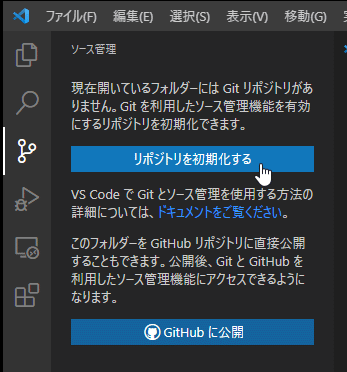 ファイル(F) 編集(E) 選択(S) 表示(V) 移動(G)
ソース管理
現在開いているフォルダーには Git リポジトリがあ
りません。Git を利用したソース管理機能を有効
にするリポジトリを初期化できます。
リポジトリを初期化する
VS Code で Git とソース管理を使用する方法の
詳細については、ドキュメントをご覧ください。
このフォルダーを GitHub リポジトリに直接公開
することもできます。公開後、Git と GitHub を
利用したソース管理機能にアクセスできるように
なります。
GitHub に公開